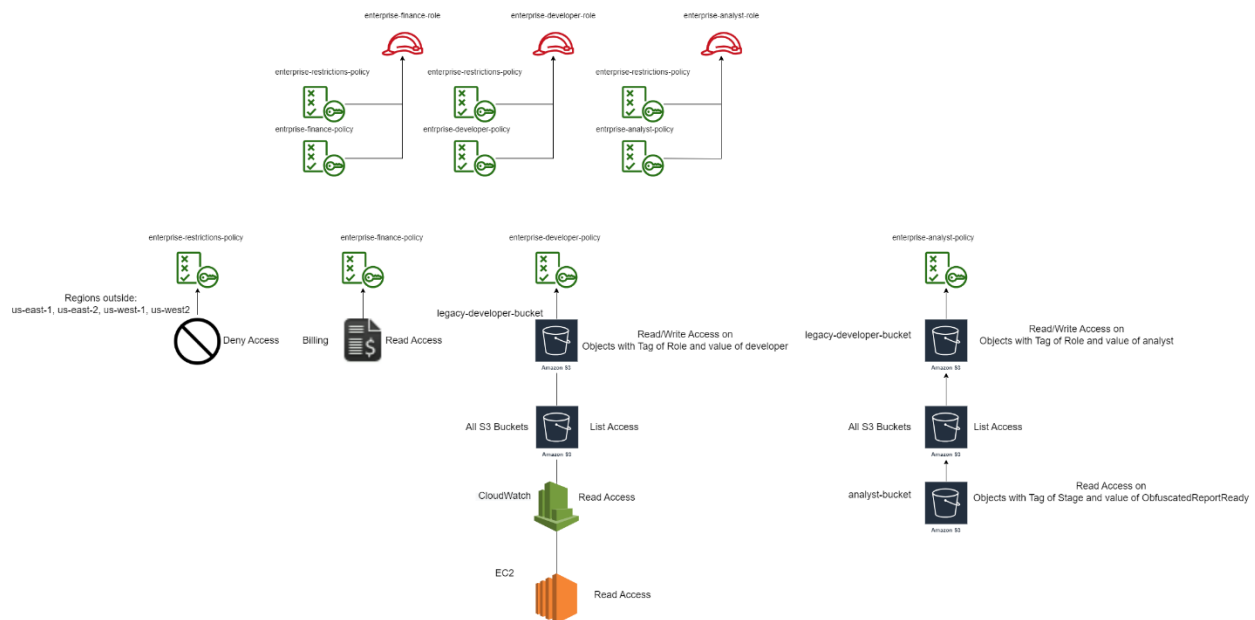 enterprise-finance-role
enterprise-developer-role
enterprise-analyst-role
enterprise-restrictions-policy
enterprise-restrictions-policy
enterprise-restrictions-policy
entrprise-finance-policy
entrprise-developer-policy
entrprise-analyst-policy
enterprise-restrictions-policy
enterprise-finance-policy
enterprise-developer-policy
enterprise-analyst-policy
Regions outside:
us-east-1, us-east-2, us-west-1, us-west2
Deny Access
Billing
$
Read Access
legacy-developer-bucket
Read/Write Access on
Objects with Tag of Role and value of developer
Amazon S3
legacy-developer-bucket
Read/Write Access on
Objects with Tag of Role and value of analyst
Amazon S3
All S3 Buckets
List Access
Amazon S3
All S3 Buckets
List Access
Amazon S3
CloudWatch
Read Access
analyst-bucket
Read Access on
Objects with Tag of Stage and value of ObfuscatedReportReady
Amazon S3
EC2
Read Access